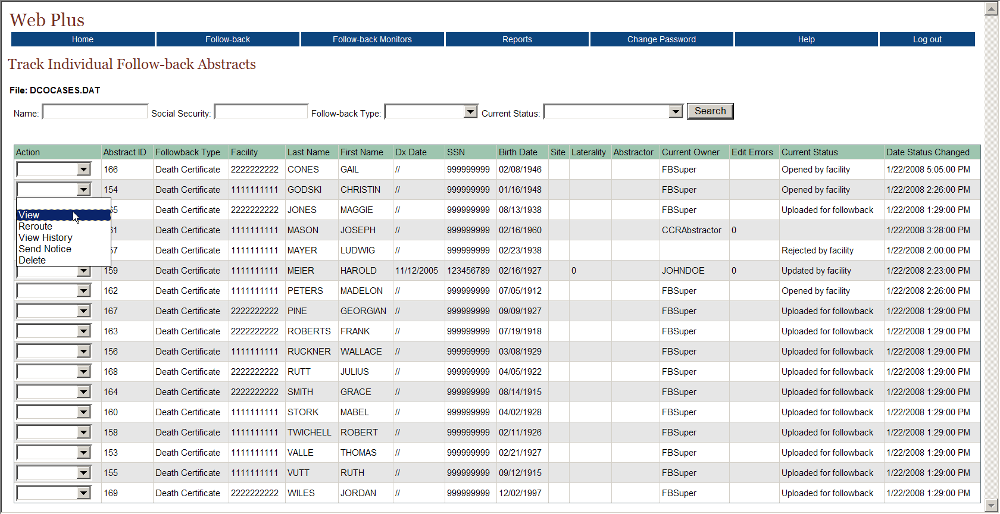 Web Plus
Home Follow-back Follow-back Monitors Reports Change Password Help Log out
Track Individual Follow-back Abstracts
File: DCOCASES.DAT
Name: Social Security: Follow-back Type: Current Status: Search
Action Abstract ID Followback Type Facility Last Name First Name Dx Date SSN Birth Date Site Laterality Abstractor Current Owner Edit Errors Current Status Date Status Changed
166 Death Certificate 2222222222 CONES GAIL // 999999999 02/08/1946 FBSuper Opened by facility 1/22/2008 5:05:00 PM
154 Death Certificate 1111111111 GODSKI CHRISTIN // 999999999 01/16/1948 FBSuper Opened by facility 1/22/2008 2:26:00 PM
65 Death Certificate 2222222222 JONES MAGGIE // 999999999 08/13/1938 FBSuper Uploaded for followback 1/22/2008 1:29:00 PM
View
Reroute
View History
Send Notice
Delete
61 Death Certificate 1111111111 MASON JOSEPH // 999999999 02/16/1960 CCRAbstractor 0 1/22/2008 3:28:00 PM
57 Death Certificate 1111111111 MAYER LUDWIG // 999999999 02/23/1938 Rejected by facility 1/22/2008 2:00:00 PM
159 Death Certificate 1111111111 MEIER HAROLD 11/12/2005 123456789 02/16/1927 0 JOHNDOE 0 Updated by facility 1/22/2008 2:23:00 PM
162 Death Certificate 1111111111 PETERS MADELON // 999999999 07/05/1912 FBSuper Opened by facility 1/22/2008 2:26:00 PM
167 Death Certificate 2222222222 PINE GEORGIAN // 999999999 09/09/1927 FBSuper Uploaded for followback 1/22/2008 1:29:00 PM
163 Death Certificate 2222222222 ROBERTS FRANK // 999999999 07/19/1918 FBSuper Uploaded for followback 1/22/2008 1:29:00 PM
156 Death Certificate 1111111111 RUCKNER WALLACE // 999999999 03/08/1929 FBSuper Uploaded for followback 1/22/2008 1:29:00 PM
168 Death Certificate 2222222222 RUTT JULIUS // 999999999 04/05/1922 FBSuper Uploaded for followback 1/22/2008 1:29:00 PM
164 Death Certificate 2222222222 SMITH GRACE // 999999999 08/14/1915 FBSuper Uploaded for followback 1/22/2008 1:29:00 PM
160 Death Certificate 1111111111 STORK MABEL // 999999999 04/02/1928 FBSuper Uploaded for followback 1/22/2008 1:29:00 PM
158 Death Certificate 1111111111 TWICHELL ROBERT // 999999999 02/11/1926 FBSuper Uploaded for followback 1/22/2008 1:29:00 PM
153 Death Certificate 1111111111 VALLE THOMAS // 999999999 02/21/1927 FBSuper Uploaded for followback 1/22/2008 1:29:00 PM
155 Death Certificate 1111111111 VUTT RUTH // 999999999 09/12/1915 FBSuper Uploaded for followback 1/22/2008 1:29:00 PM
169 Death Certificate 2222222222 WILES JORDAN // 999999999 12/02/1997 FBSuper Uploaded for followback 1/22/2008 1:29:00 PM